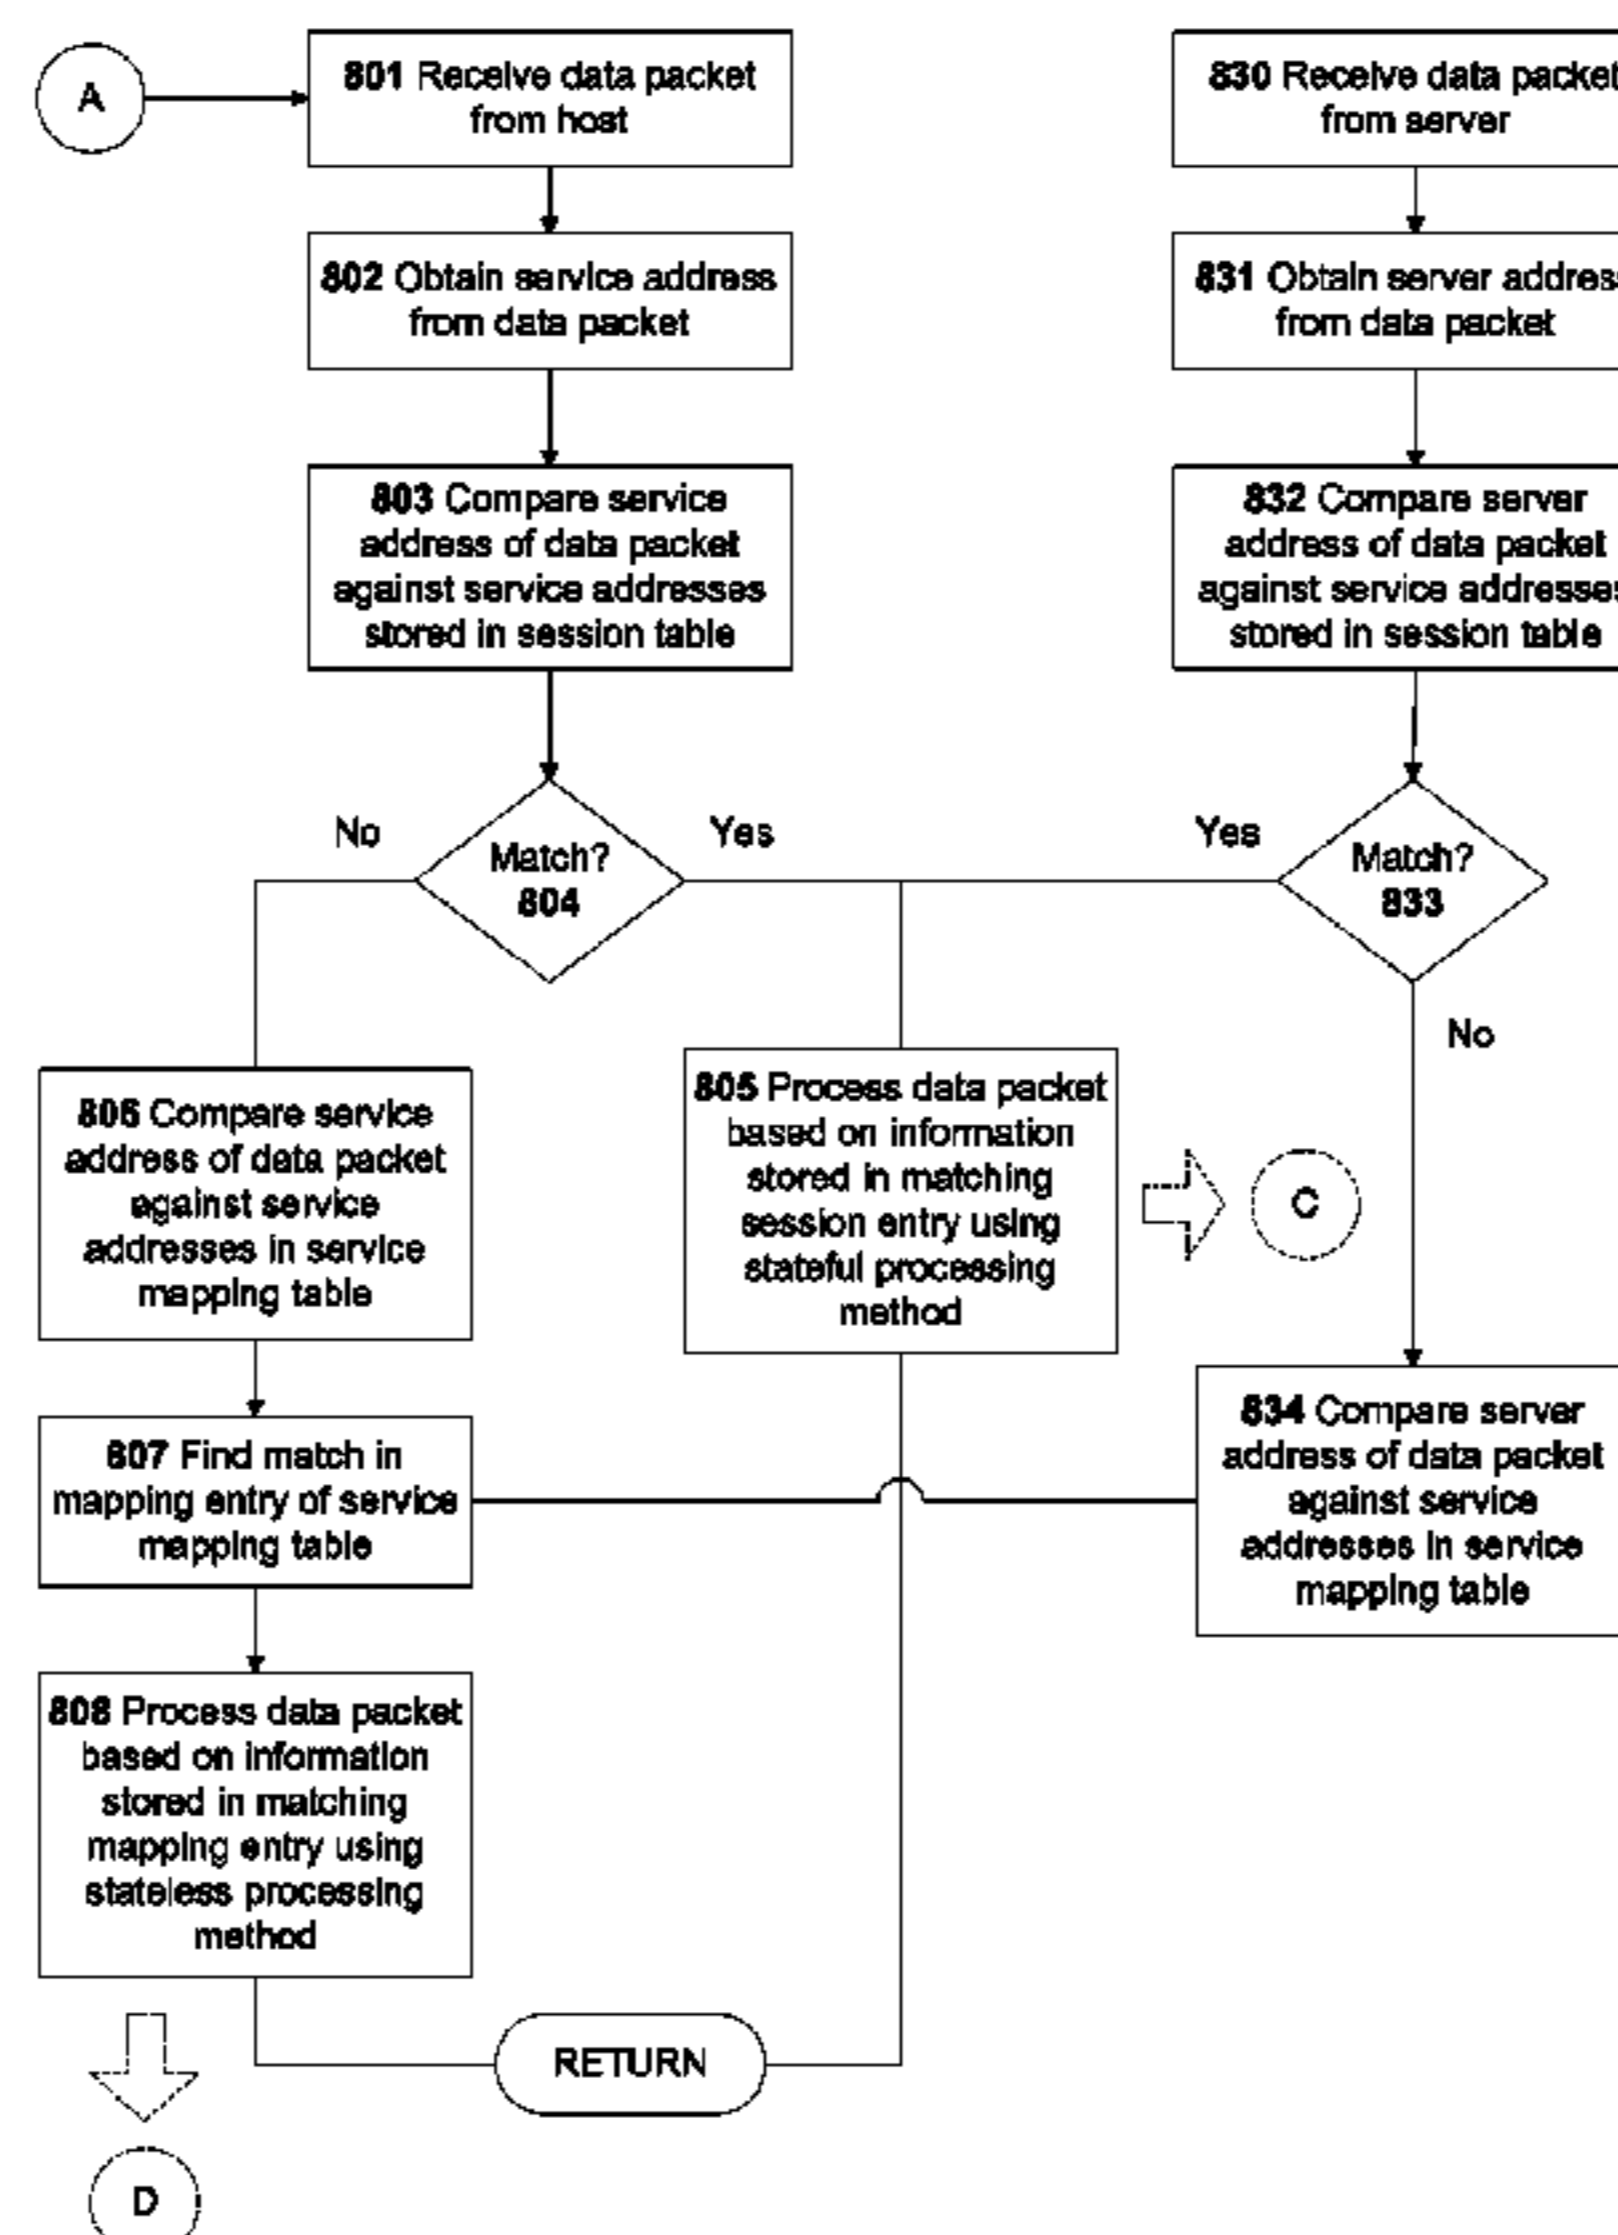 A
801 Receive data packet
from host
802 Obtain service address
from data packet
803 Compare service
address of data packet
against service addresses
stored in session table
No
Match?
804
Yes
806 Compare service
address of data packet
against service
addresses in service
mapping table
807 Find match in
mapping entry of service
mapping table
808 Process data packet
based on information
stored in matching
mapping entry using
stateless processing
method
D
RETURN
805 Process data packet
based on information
stored in matching
session entry using
stateful processing
method
C
830 Receive data packet
from server
831 Obtain server address
from data packet
832 Compare server
address of data packet
against service addresses
stored in session table
Yes
Match?
833
No
834 Compare server
address of data packet
against service
addresses in service
mapping table